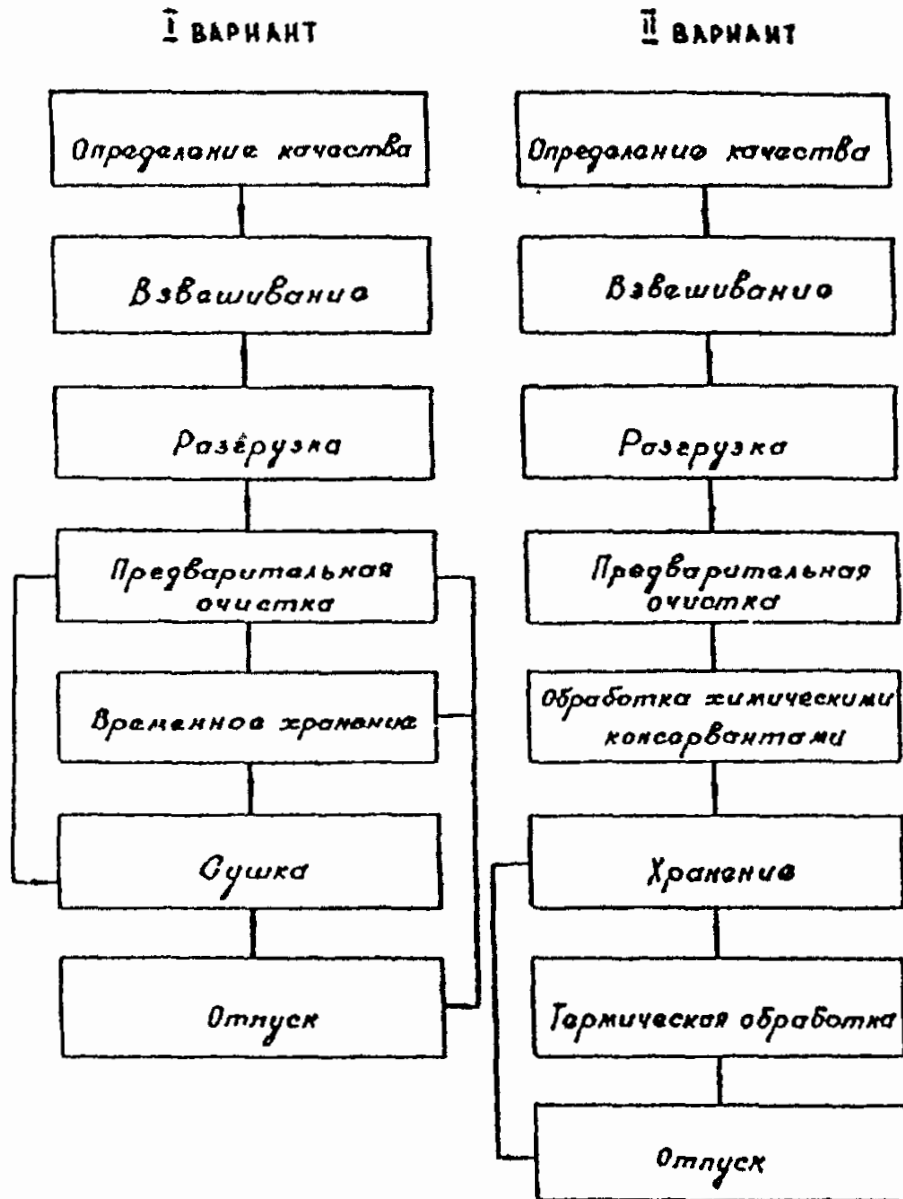 I ВАРИАНТ
Определение качества
Взвешивание
Разгрузка
Предварительная
очистка
Временное хранение
Сушка
Отпуск
II ВАРИАНТ
Определание качества
Взвешивание
Разгрузка
Предварительная
очистка
Обработка химическими
консервантами
Хранение
Термическая обработка
Отпуск